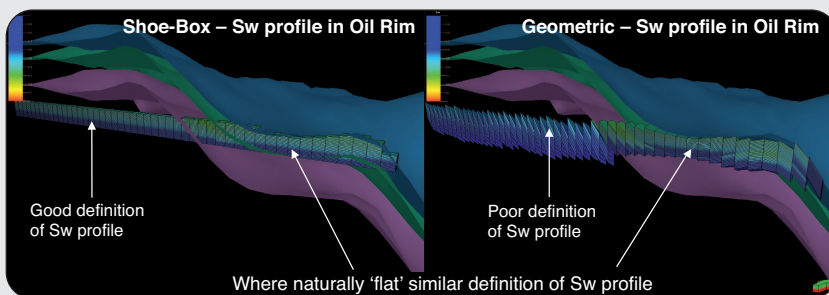 Shoe-Box – Sw profile in Oil Rim
Geometric – Sw profile in Oil Rim
Good definition
of Sw profile
Poor definition
of Sw profile
Where naturally ‘flat’ similar definition of Sw profile